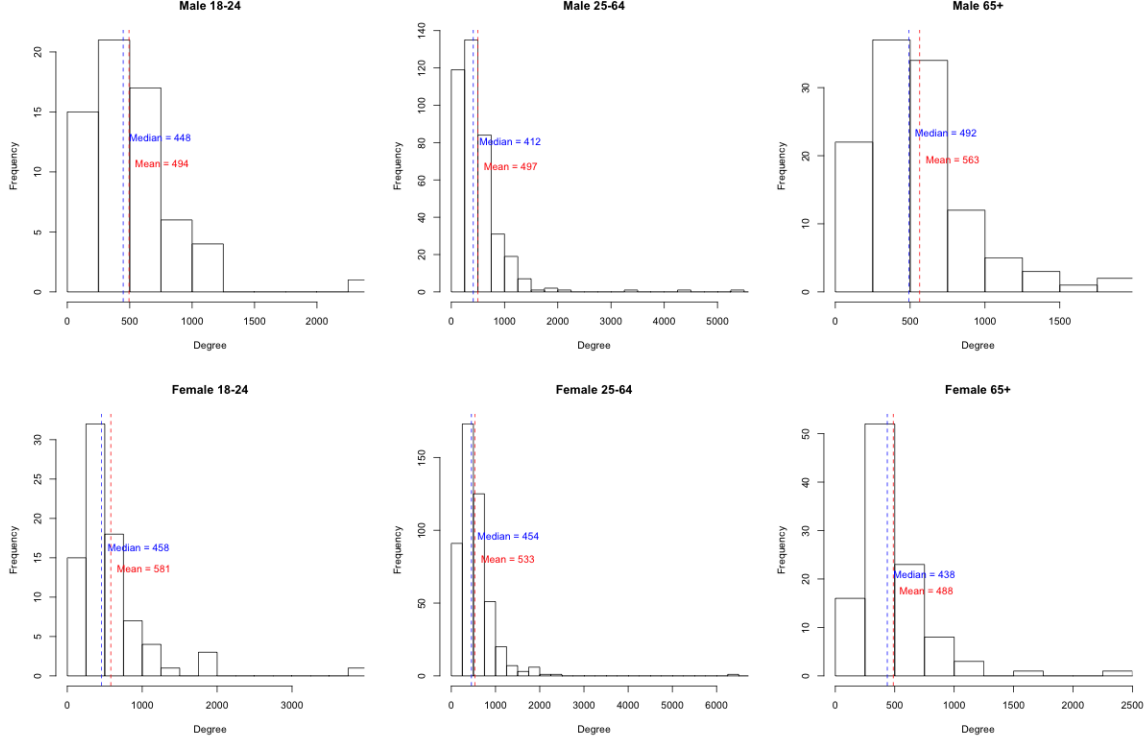 Male 18-24
Frequency
0
5
10
15
20
Median = 448
Mean = 494
0
500
1000
2000
Degree
Male 25-64
Frequency
0
20
40
60
80
100
120
140
Median = 412
Mean = 497
0
1000
2000
3000
4000
5000
Degree
Male 65+
Frequency
0
10
20
30
Median = 492
Mean = 563
0
500
1000
1500
Degree
Female 18-24
Frequency
0
5
10
15
20
25
30
Median = 458
Mean = 581
0
1000
3000
Degree
Female 25-64
Frequency
0
50
100
150
Median = 454
Mean = 533
0
1000
2000
3000
4000
5000
6000
Degree
Female 65+
Frequency
0
10
20
30
40
50
Median = 438
Mean = 488
0
500
1000
1500
2000
2500
Degree